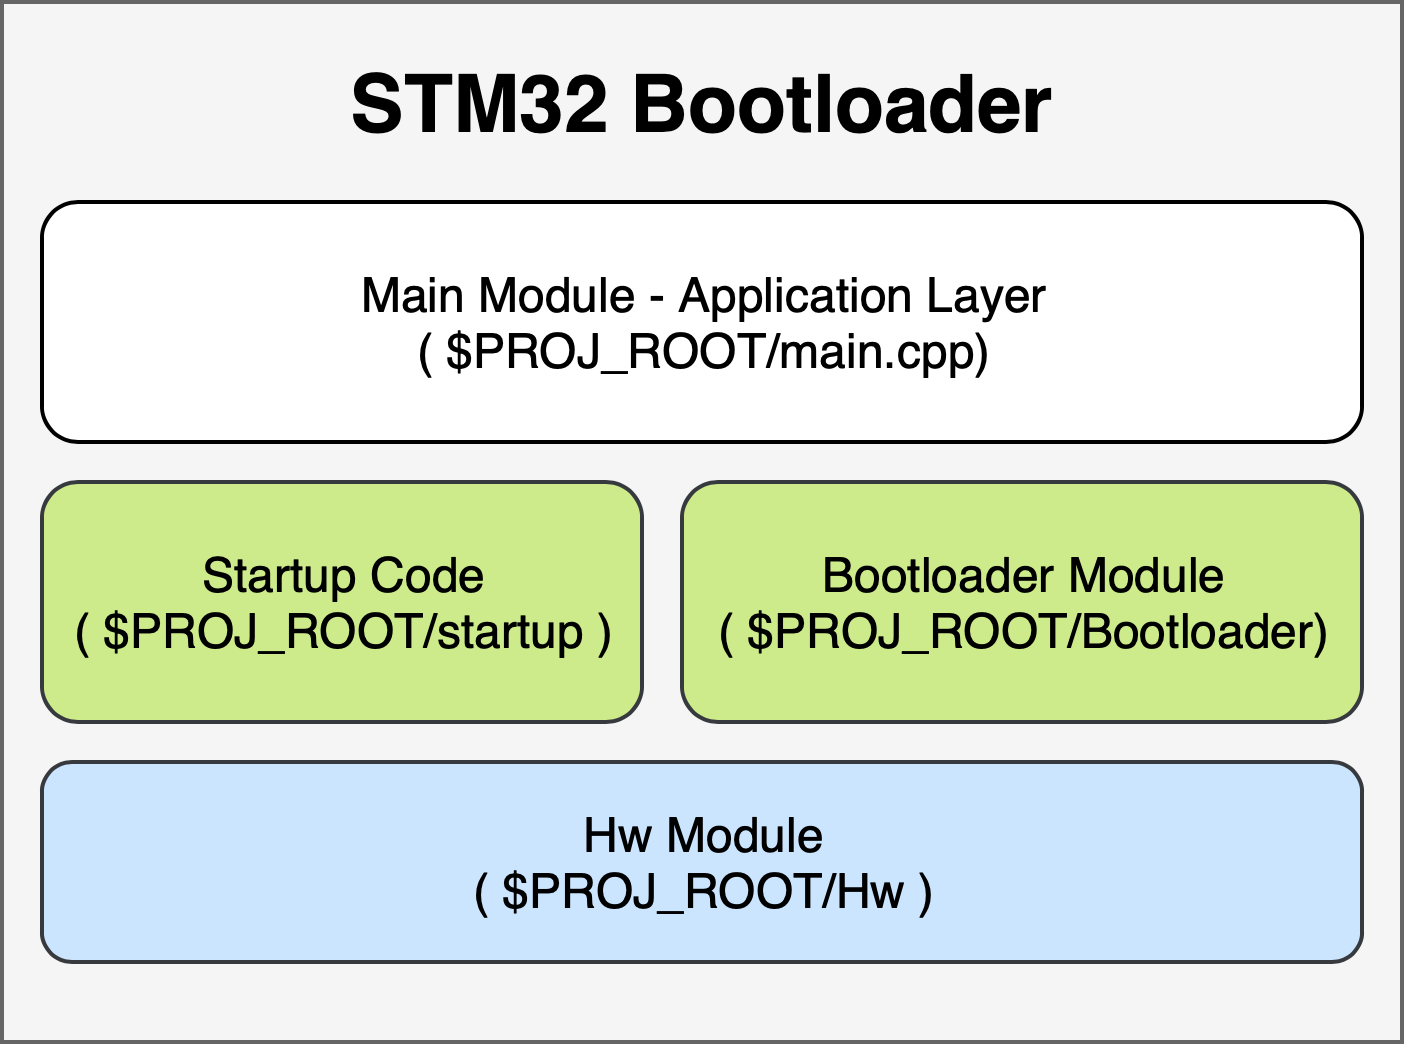 STM32 Bootloader
Main Module - Application Layer
( $PROJ_ROOT/main.cpp)
Startup Code
( $PROJ_ROOT/startup )
Bootloader Module
( $PROJ_ROOT/Bootloader)
Hw Module
( $PROJ_ROOT/Hw )